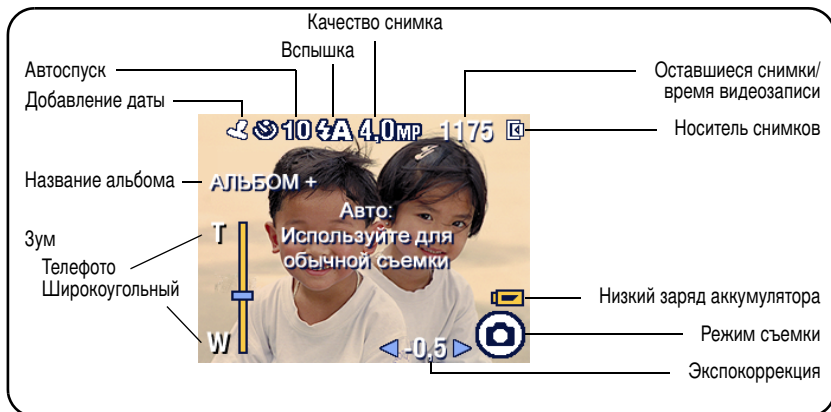 Качество снимка
Вспышка
Автоспуск
Оставшиеся снимки/
время видеозаписи
Добавление даты
Носитель снимков
10 4A 4,0MP 1175
Название альбома
АЛЬБОМ +
Авто:
Используйте для
обычной съемки
Зум
Телефото
Широкоугольный
T
W
Низкий заряд аккумулятора
Режим съемки
-0,5
Экспокоррекция